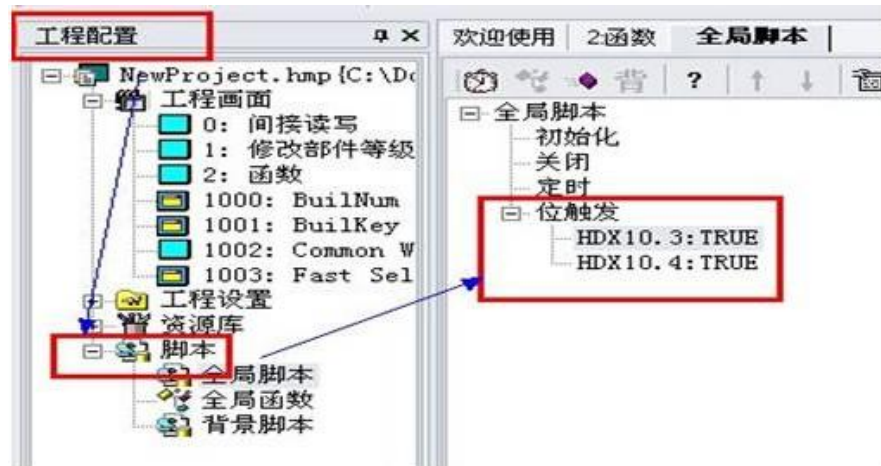 工程配置
NewProject.hmp{C:\Do
工程画面
0: 间接读写
1: 修改部件等级
2: 函数
1000: BuilNum
1001: BuilKey
1002: Common W
1003: Fast Sel
工程设置
资源库
脚本
全局脚本
全局函数
背景脚本
欢迎使用 2:函数 全局脚本
背 ?
全局脚本
初始化
关闭
定时
位触发
HDX10.3:TRUE
HDX10.4:TRUE